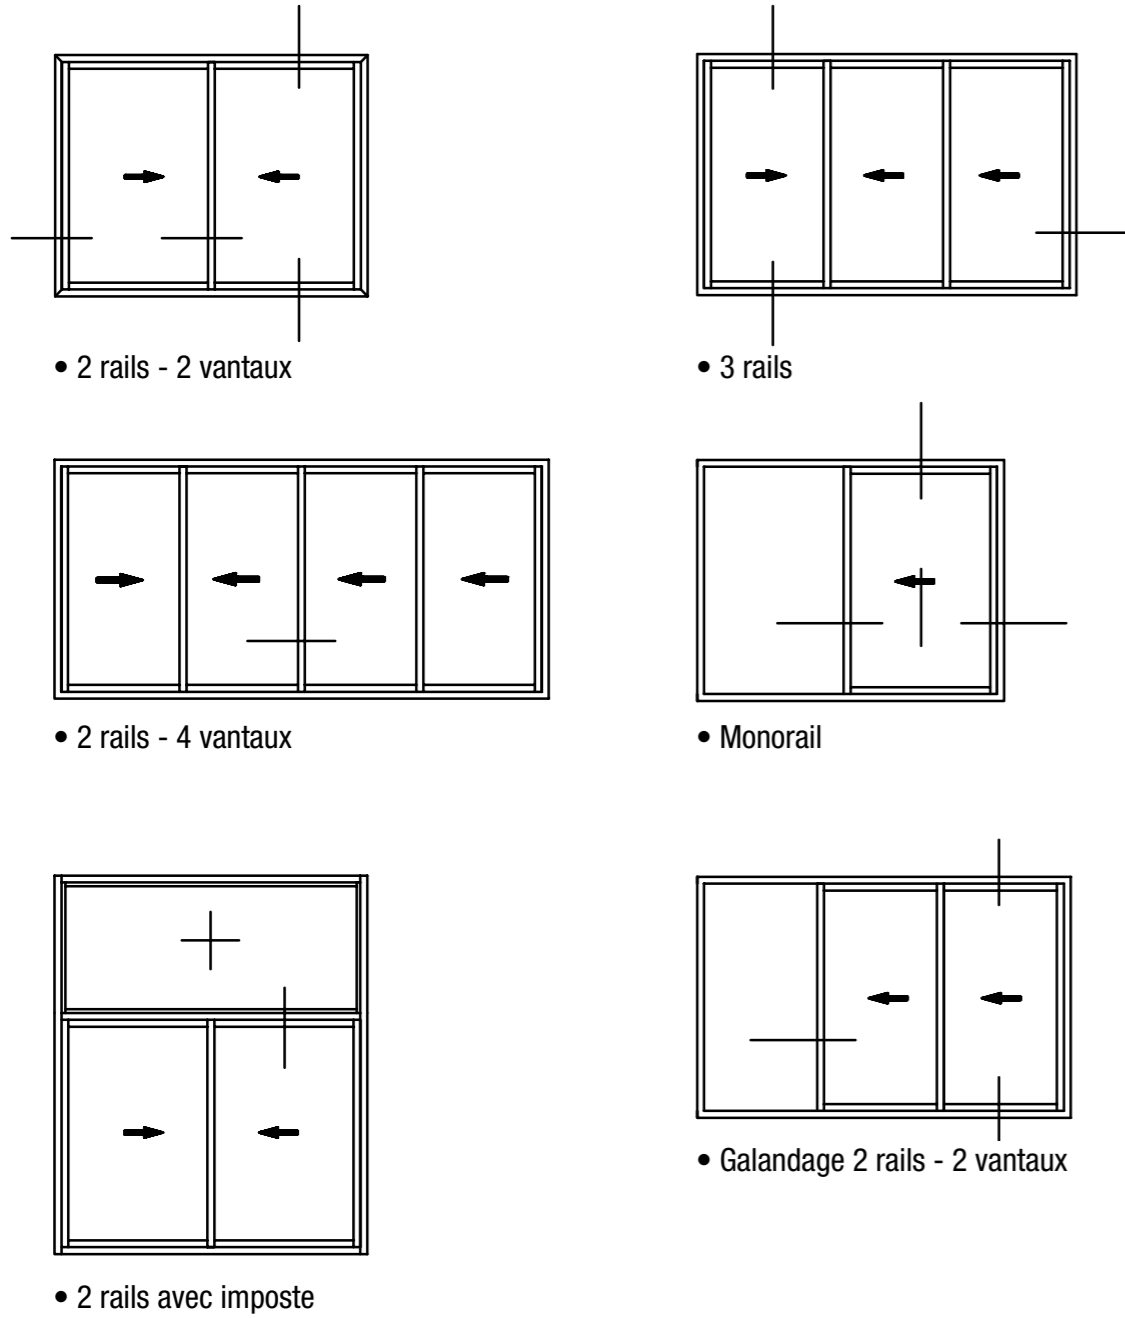 • 2 rails - 2 vantaux
• 3 rails
• 2 rails - 4 vantaux
• Monorail
• Galandage 2 rails - 2 vantaux
• 2 rails avec imposte